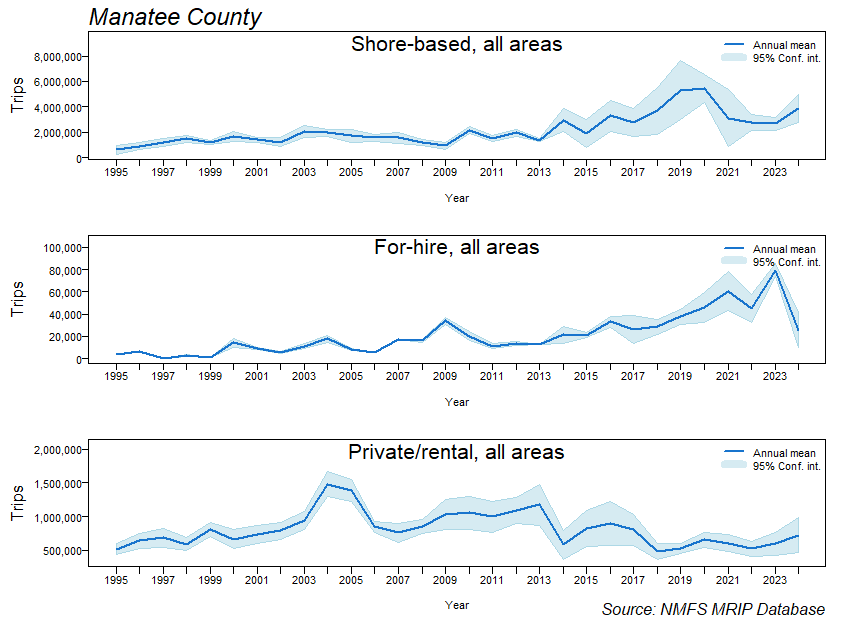 Manatee County
Shore-based, all areas
Annual mean
95% Conf. int.
Trips
8,000,000
6,000,000
4,000,000
2,000,000
0
1995 1997 1999 2001 2003 2005 2007 2009 2011 2013 2015 2017 2019 2021 2023
Year
For-hire, all areas
Annual mean
95% Conf. int.
Trips
100,000
80,000
60,000
40,000
20,000
0
1995 1997 1999 2001 2003 2005 2007 2009 2011 2013 2015 2017 2019 2021 2023
Year
Private/rental, all areas
Annual mean
95% Conf. int.
Trips
2,000,000
1,500,000
1,000,000
500,000
1995 1997 1999 2001 2003 2005 2007 2009 2011 2013 2015 2017 2019 2021 2023
Year
Source: NMFS MRIP Database